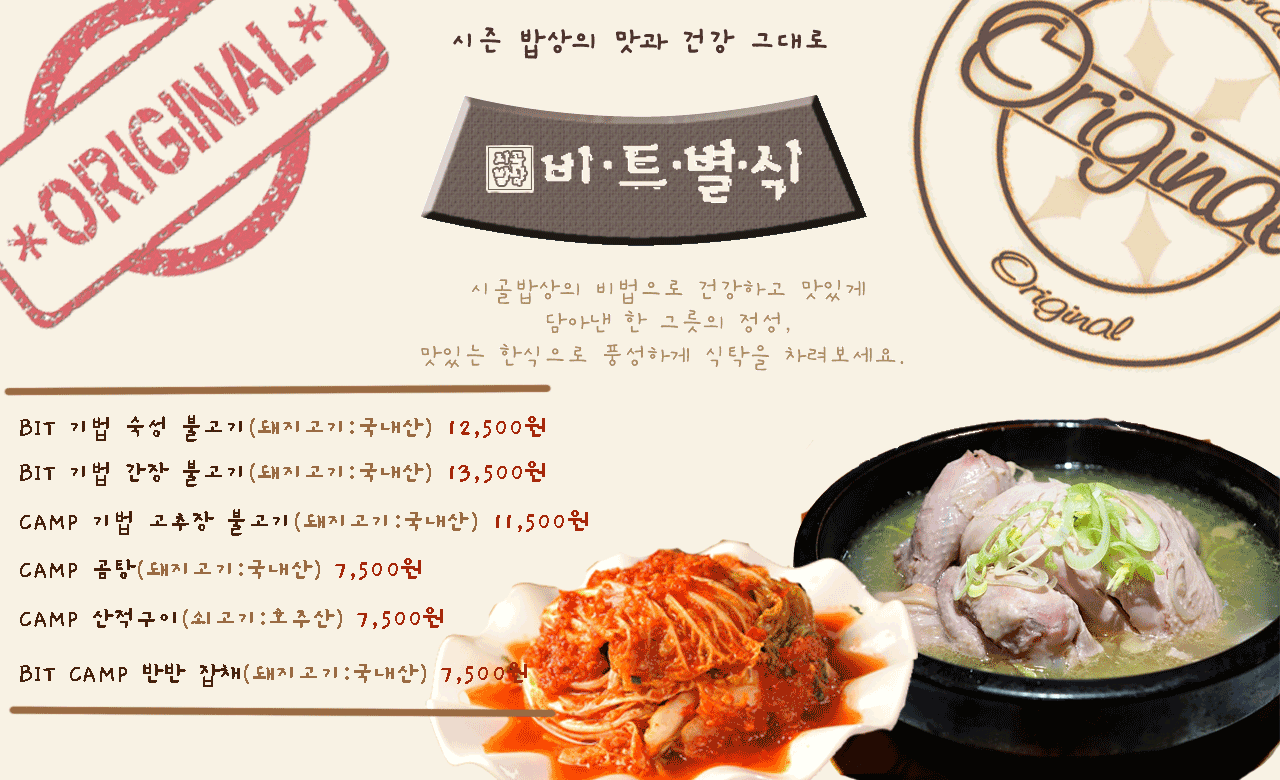 *ORIGINAL*
시즌 밥상의 맛과 건강 그대로
Original
Original
시골밥상
비·트·별·식
시골밥상의 비법으로 건강하고 맛있게
담아낸 한 그릇의 정성,
맛있는 한식으로 풍성하게 식탁을 차려보세요.
BIT 기법 숙성 불고기(돼지고기:국내산) 12,500원
BIT 기법 간장 불고기(돼지고기:국내산) 13,500원
CAMP 기법 고추장 불고기(돼지고기:국내산) 11,500원
CAMP 곰탕(돼지고기:국내산) 7,500원
CAMP 산적구이(쇠고기:호주산) 7,500원
BIT CAMP 반반 잡채(돼지고기:국내산) 7,500원